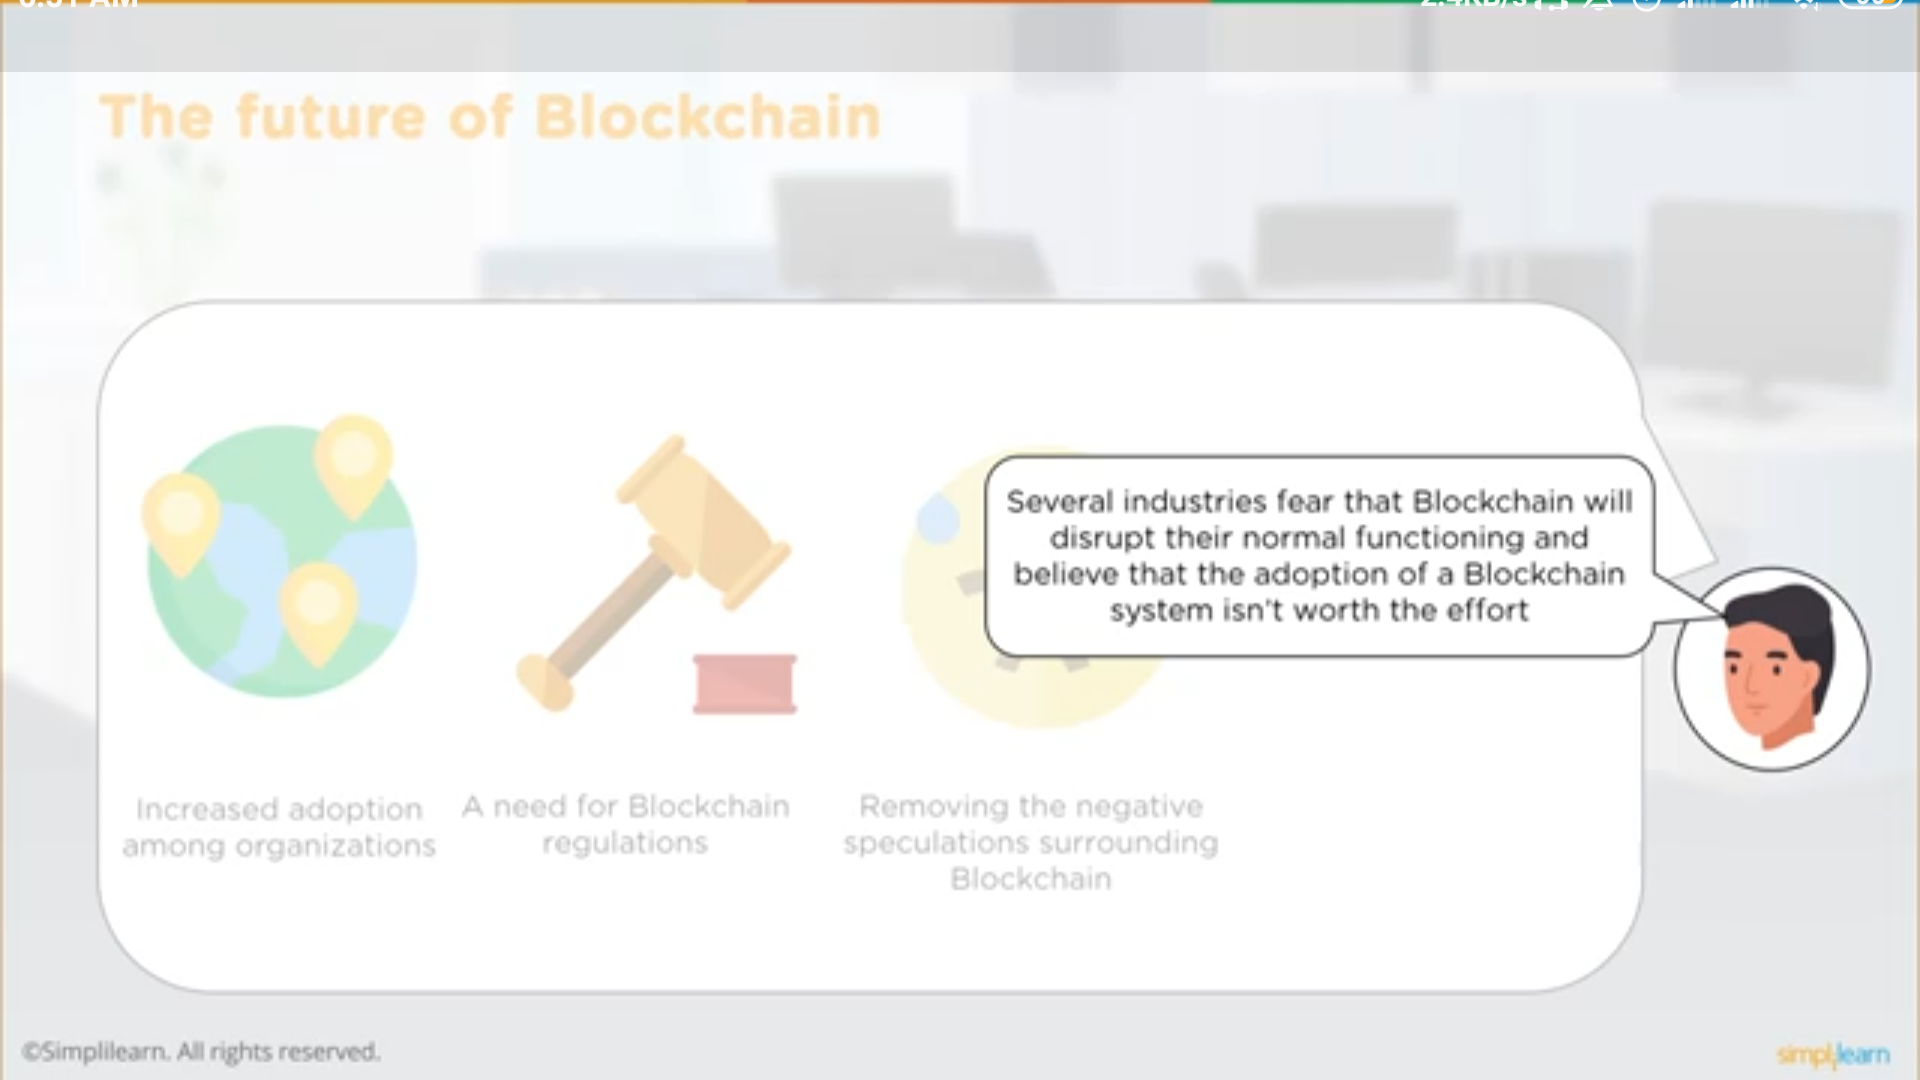 The future of Blockchain
Several industries fear that Blockchain will
disrupt their normal functioning and
believe that the adoption of a Blockchain
system isn't worth the effort
Increased adoption
among organizations
A need for Blockchain
regulations
Removing the negative
speculations surrounding
Blockchain
©Simplilearn. All rights reserved.
simplilearn